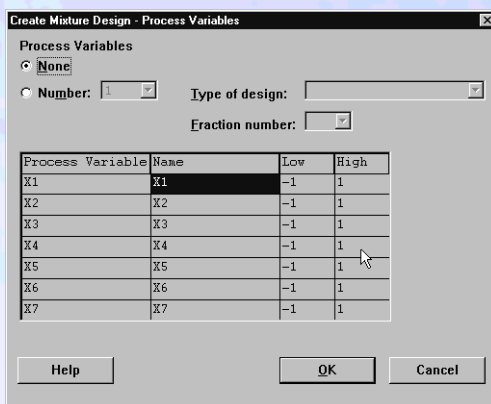 Create Mixture Design - Process Variables
Process Variables
None
Number: 1 Type of design:
Fraction number:
Process Variable Name Low High
X1 X1 -1 1
X2 X2 -1 1
X3 X3 -1 1
X4 X4 -1 1
X5 X5 -1 1
X6 X6 -1 1
X7 X7 -1 1
Help OK Cancel